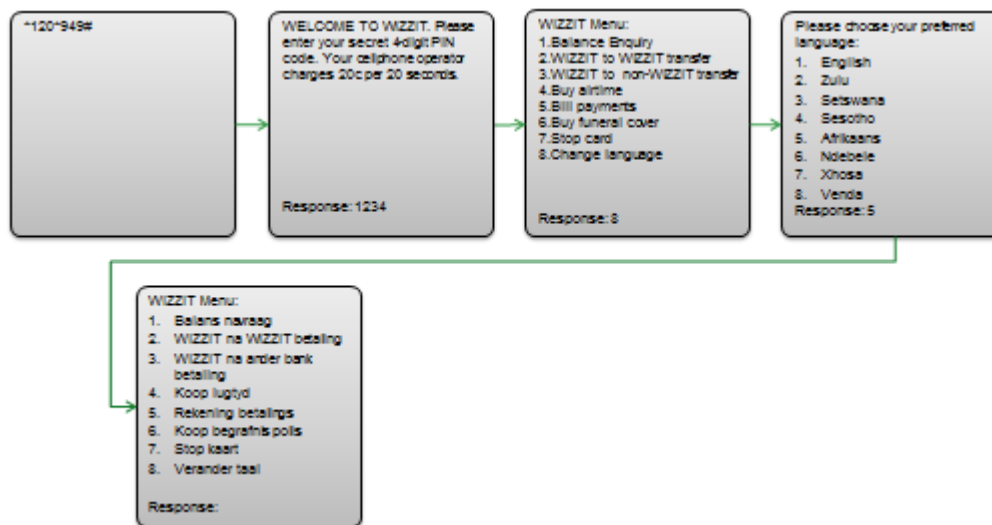 *120*949#
WELCOME TO WIZZIT. Please
enter your secret 4-digit PIN
code. Your cellphone operator
charges 20c per 20 seconds.
Response: 1234
WIZZIT Menu:
1.Balance Enquiry
2.WIZZIT to WIZZIT transfer
3.WIZZIT to non-WIZZIT transfer
4.Buy airtime
5.Bill payments
6.Buy funeral cover
7.Stop card
8.Change language
Response: 8
Please choose your preferred
language:
1. English
2. Zulu
3. Setswana
4. Sesotho
5. Afrikaans
6. Ndebele
7. Xhosa
8. Venda
Response: 5
WIZZIT Menu:
1. Balans navraag
2. WIZZIT na WIZZIT betaling
3. WIZZIT na ander bank
betaling
4. Koop lugtyd
5. Rekening betalings
6. Koop begrafnis polis
7. Stop kaart
8. Verander taal
Response: